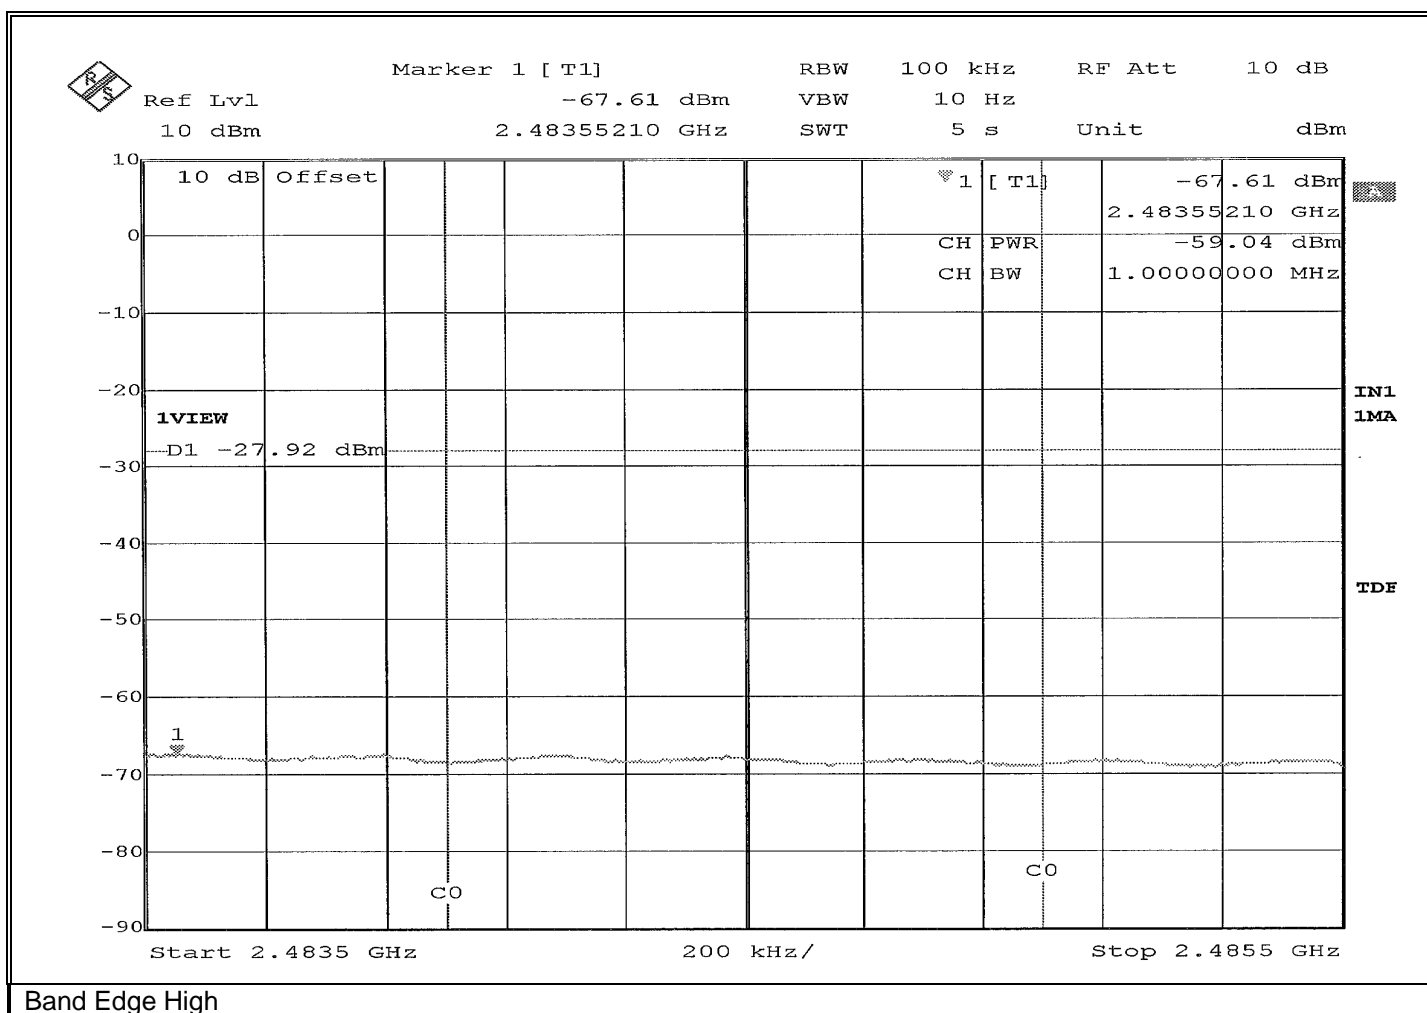 R S
Marker 1 [T1] RBW 100 kHz RF Att 10 dB
Ref Lvl -67.61 dBm VBW 10 Hz
10 dBm 2.48355210 GHz SWT 5 s Unit dBm
10
10 dB Offset 1 [T1] -67.61 dBm
A
2.48355210 GHz
0
CH PWR -59.04 dBm
CH BW 1.00000000 MHz
-10
-20
IN1
1VIEW 1MA
D1 -27.92 dBm
-30
-40
TDF
-50
-60
1
-70
-80
C0
C0
-90
Start 2.4835 GHz 200 kHz/ Stop 2.4855 GHz
Band Edge High